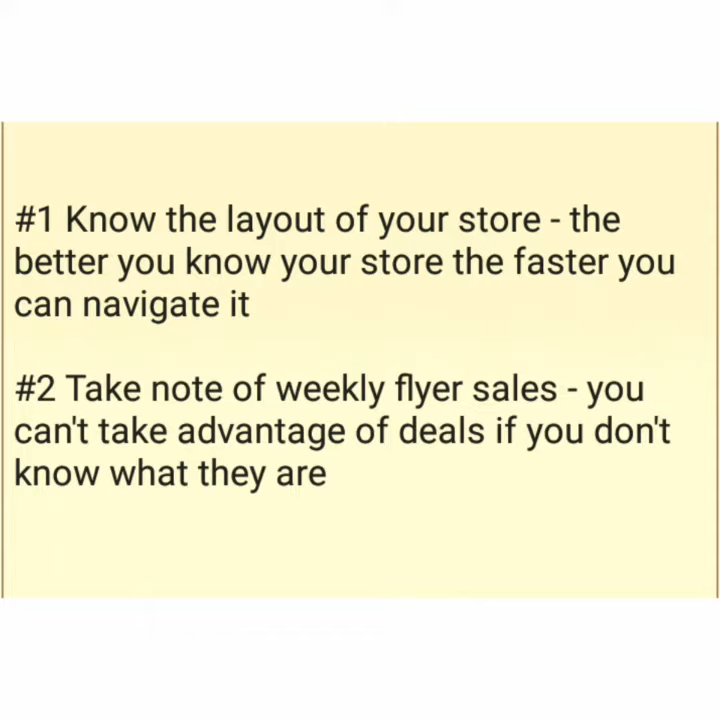 #1 Know the layout of your store - the
better you know your store the faster you
can navigate it
#2 Take note of weekly flyer sales - you
can't take advantage of deals if you don't
know what they are